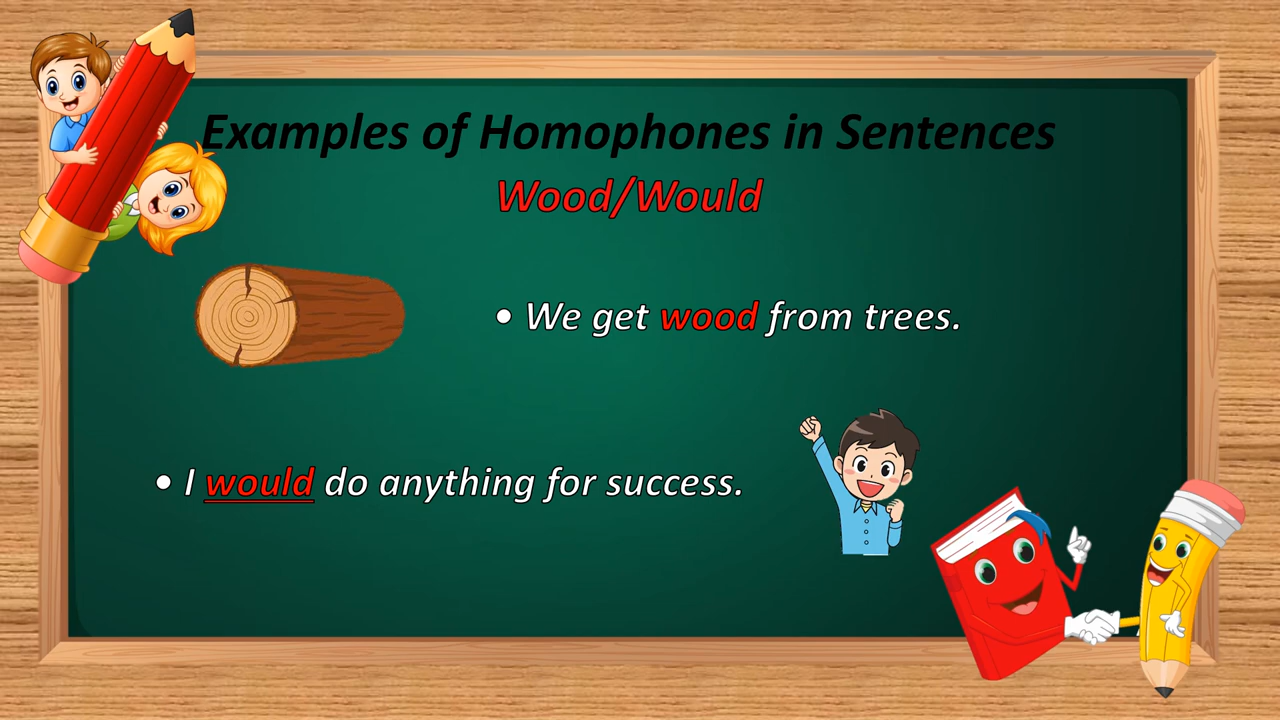 Examples of Homophones in Sentences
Wood/Would
• We get wood from trees.
• I would do anything for success.